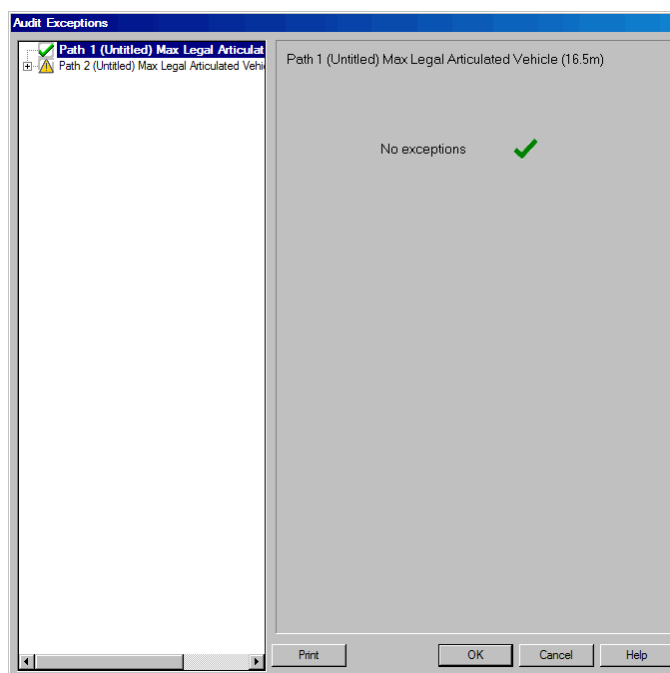 Audit Exceptions
Path 1 (Untitled) Max Legal Articulat
Path 2 (Untitled) Max Legal Articulated Vehi
Path 1 (Untitled) Max Legal Articulated Vehicle (16.5m)
No exceptions
Print OK Cancel Help